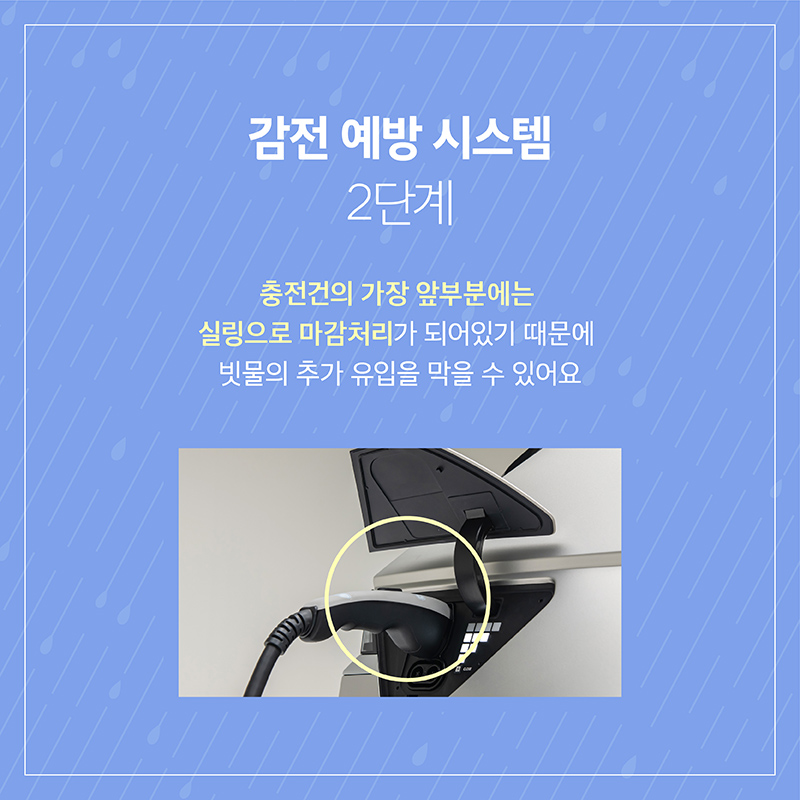 감전 예방 시스템
2단계
충전건의 가장 앞부분에는
실링으로 마감처리가 되어있기 때문에
빗물의 추가 유입을 막을 수 있어요